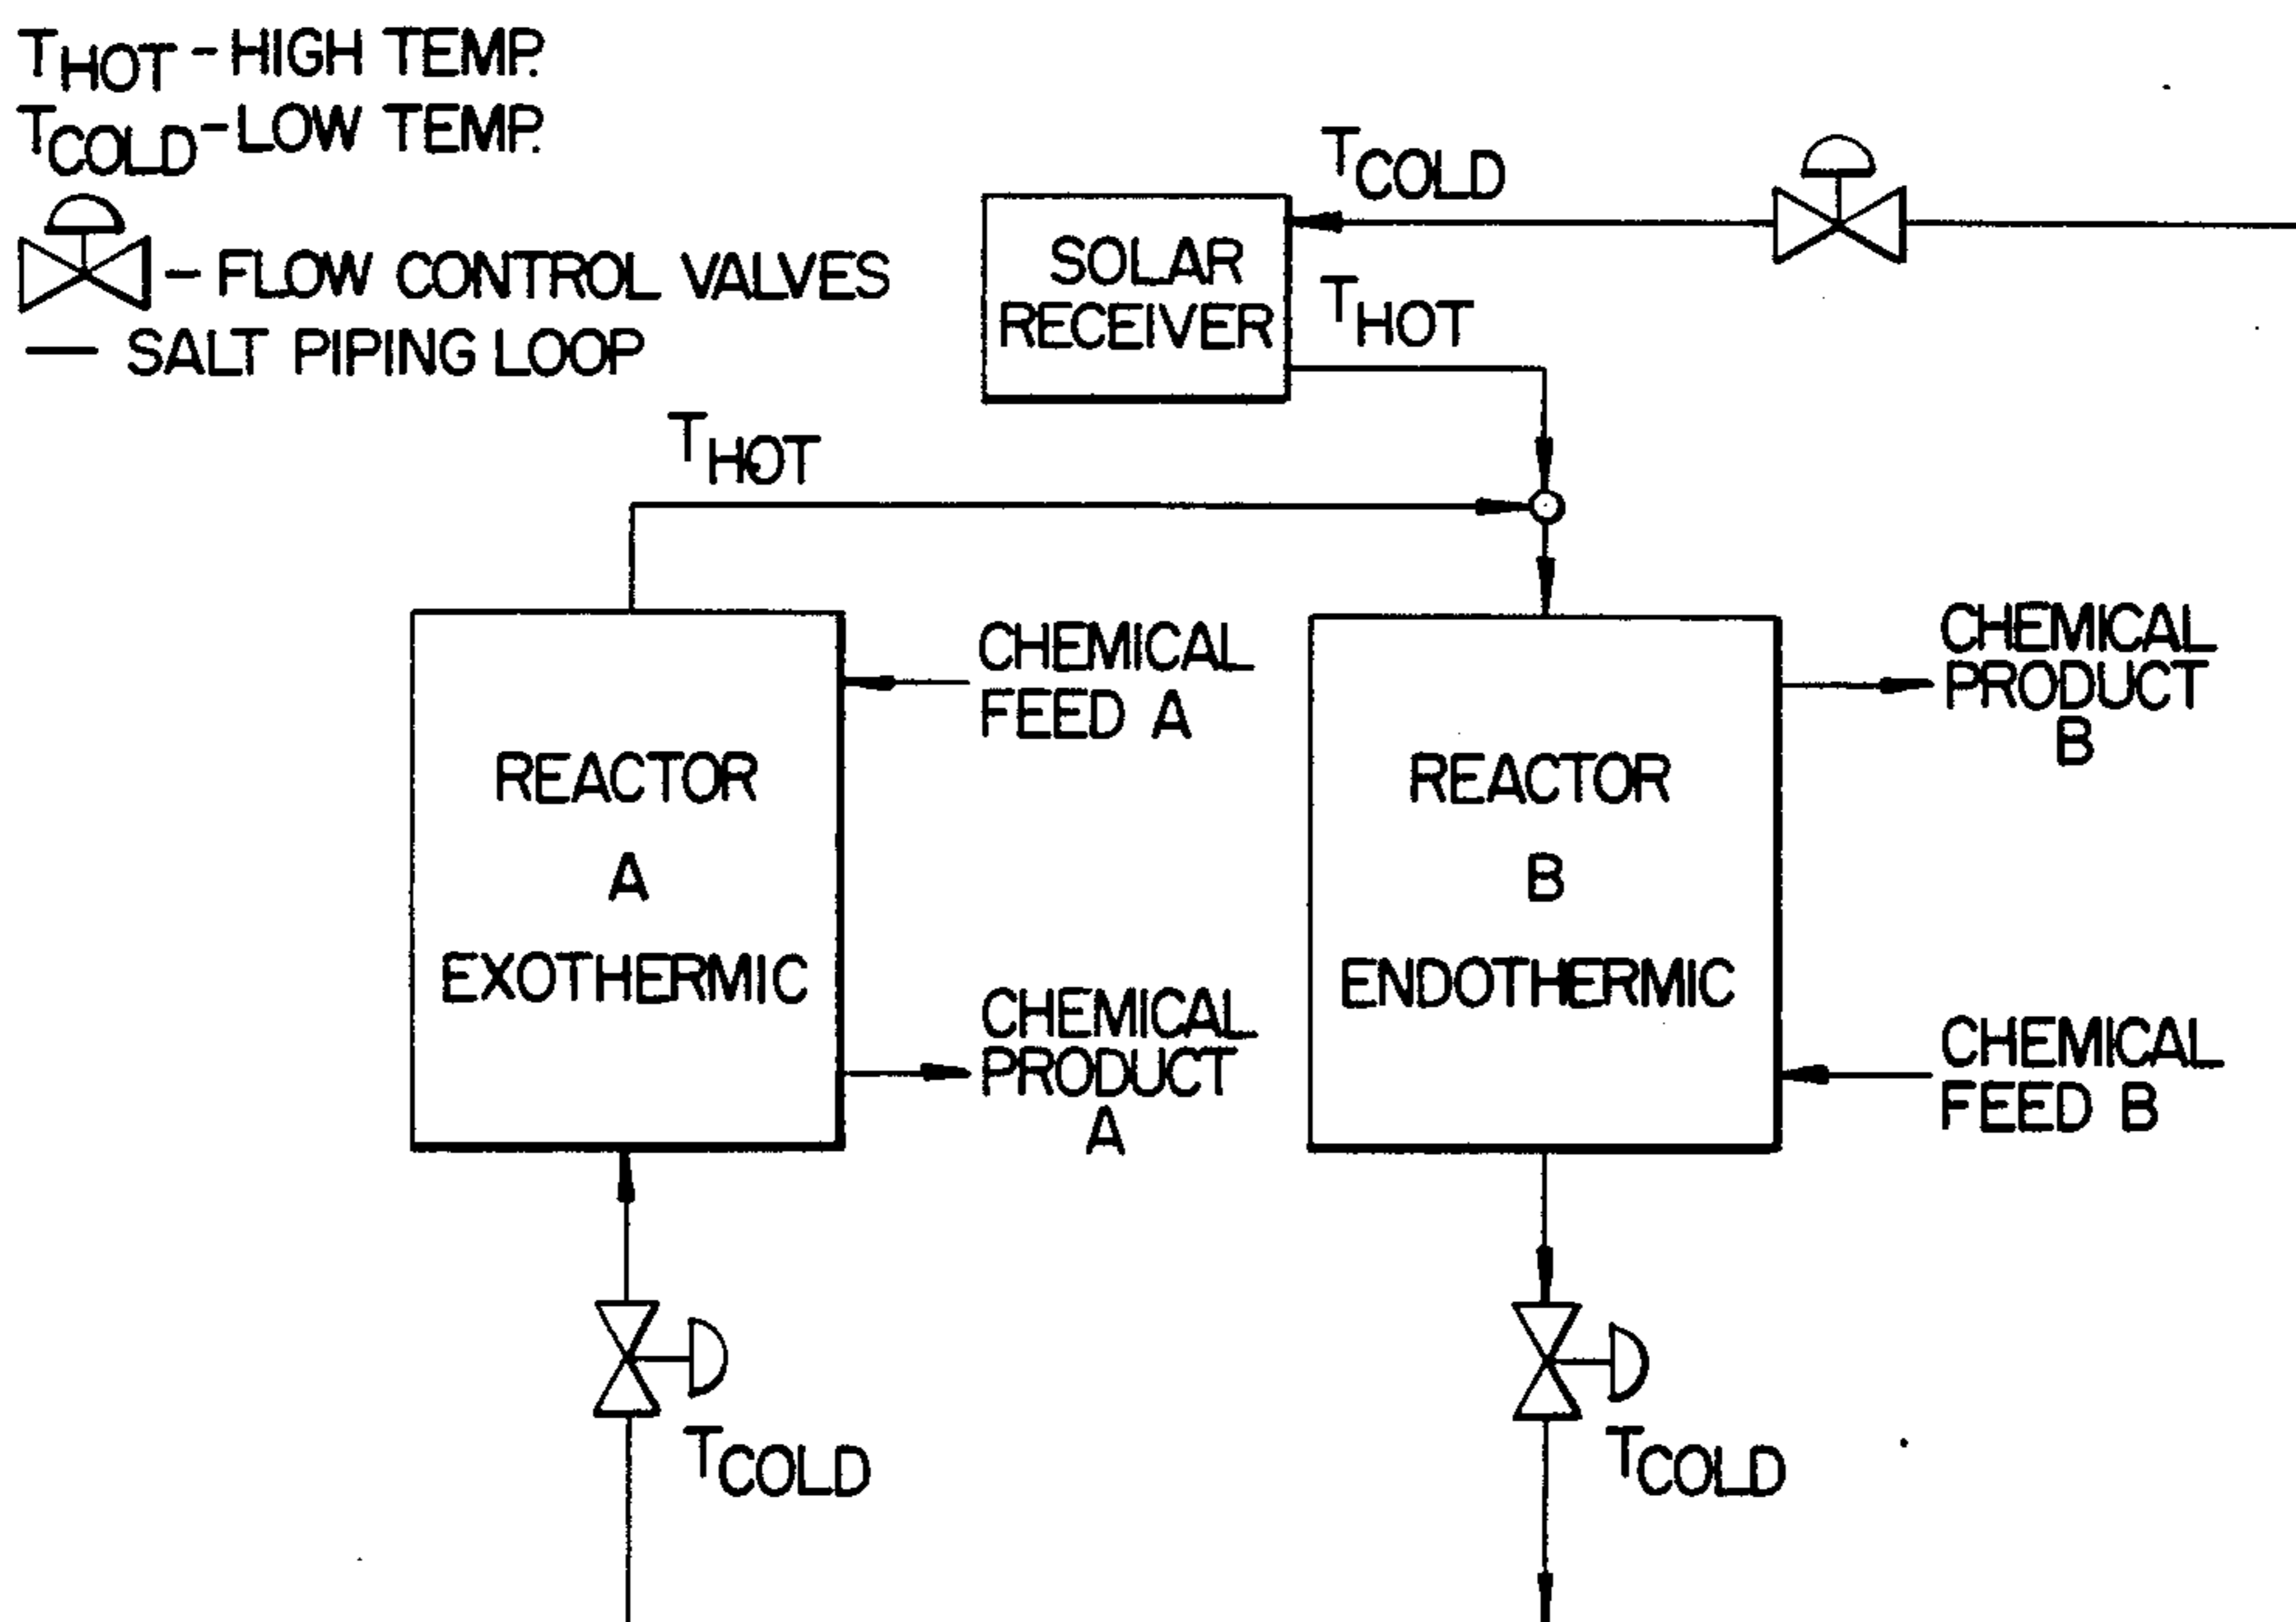 THOT - HIGH TEMP.
TCOLD - LOW TEMP.
- FLOW CONTROL VALVES
— SALT PIPING LOOP
TCOLD
SOLAR
RECEIVER
THOT
THOT
CHEMICAL
FEED A
REACTOR
A
EXOTHERMIC
CHEMICAL
PRODUCT
A
CHEMICAL
PRODUCT
B
REACTOR
B
ENDOTHERMIC
CHEMICAL
FEED B
TCOLD
TCOLD